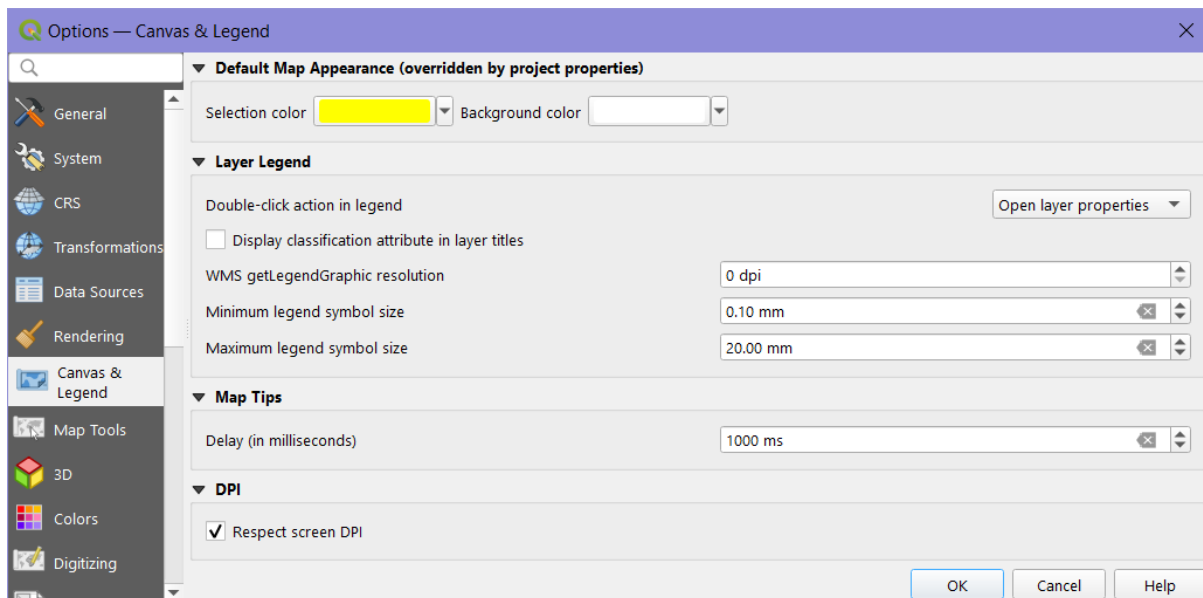 Options — Canvas & Legend
General
System
CRS
Transformations
Data Sources
Rendering
Canvas &
Legend
Map Tools
3D
Colors
Digitizing
Default Map Appearance (overridden by project properties)
Selection color Background color
Layer Legend
Double-click action in legend Open layer properties
Display classification attribute in layer titles
WMS getLegendGraphic resolution 0 dpi
Minimum legend symbol size 0.10 mm
Maximum legend symbol size 20.00 mm
Map Tips
Delay (in milliseconds) 1000 ms
DPI
Respect screen DPI
OK Cancel Help